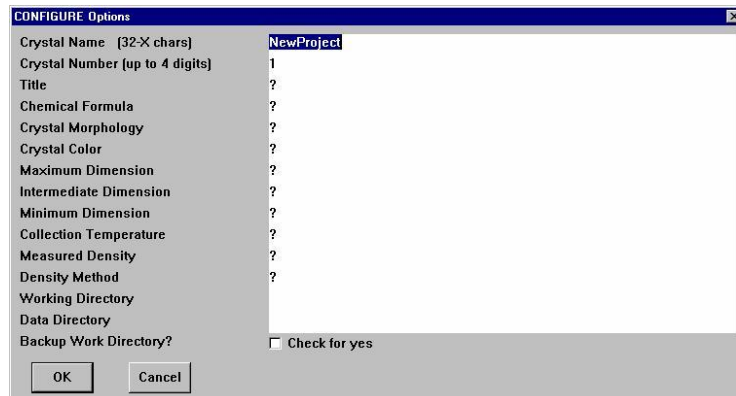 CONFIGURE Options
Crystal Name (32-X chars) NewProject
Crystal Number (up to 4 digits) 1
Title ?
Chemical Formula ?
Crystal Morphology ?
Crystal Color ?
Maximum Dimension ?
Intermediate Dimension ?
Minimum Dimension ?
Collection Temperature ?
Measured Density ?
Density Method ?
Working Directory
Data Directory
Backup Work Directory? Check for yes
OK Cancel